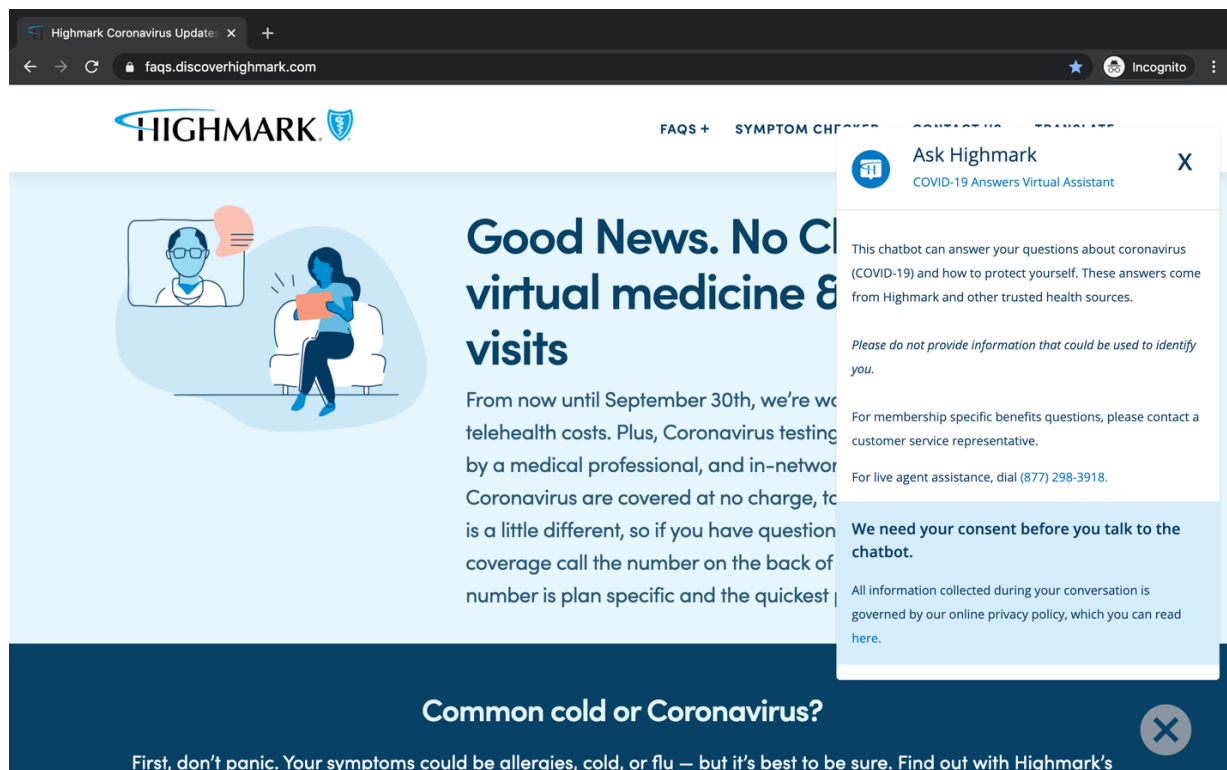 Highmark Coronavirus Updates
faqs.discoverhighmark.com
Incognito
HIGHMARK.
FAQS +
SYMPTOM CHECKER
CONTACT US
TRANSLATE
Good News. No
virtual medicine &
visits
From now until September 30th, we're
telehealth costs. Plus, Coronavirus testing
by a medical professional, and
Coronavirus are covered at no charge,
is a little different, so if you have question
coverage call the number on the back of
number is plan specific and the quickest
Ask Highmark
X
COVID-19 Answers Virtual Assistant
This chatbot can answer your questions about coronavirus
(COVID-19) and how to protect yourself. These answers come
from Highmark and other trusted health sources.
Please do not provide information that could be used to identify
you.
For membership specific benefits questions, please contact a
customer service representative.
For live agent assistance, dial (877) 298-3918.
We need your consent before you talk to the
chatbot.
All information collected during your conversation is
governed by our online privacy policy, which you can read
here.
Common cold or Coronavirus?
First, don't panic. Your symptoms could be allergies, cold, or flu — but it's best to be sure. Find out with Highmark's